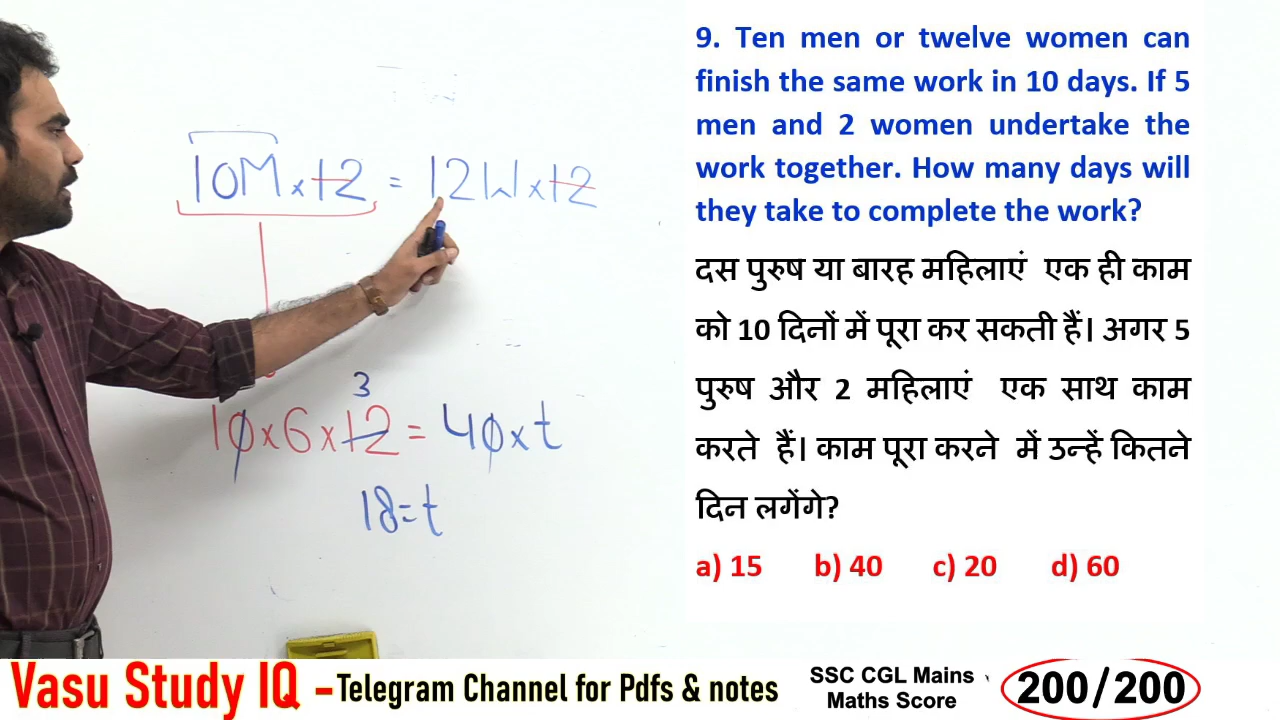 9. Ten men or twelve women can
finish the same work in 10 days. If 5
men and 2 women undertake the
work together. How many days will
they take to complete the work?
दस पुरुष या बारह महिलाएं एक ही काम
को 10 दिनों में पूरा कर सकती हैं। अगर 5
पुरुष और 2 महिलाएं एक साथ काम
करते हैं। काम पूरा करने में उन्हें कितने
दिन लगेंगे?
a) 15 b) 40 c) 20 d) 60
10M x 12 = 12W x 12
3
10 x 6 x 12 = 40 x t
18 = t
Vasu Study IQ - Telegram Channel for Pdfs & notes
SSC CGL Mains
Maths Score
200/200